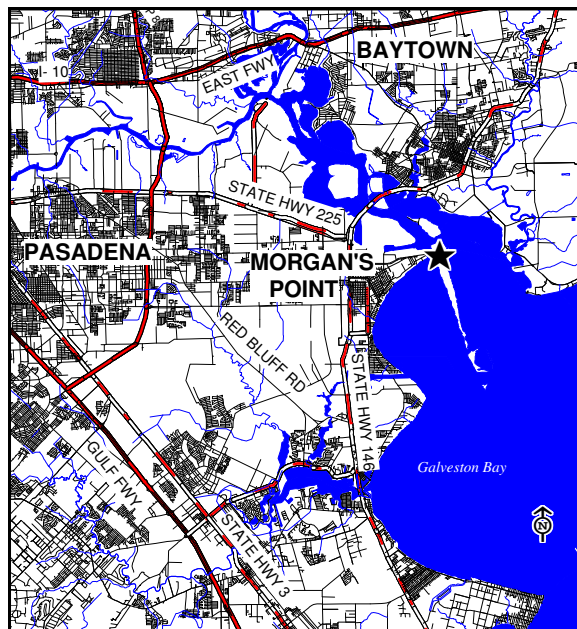 BAYTOWN
I- 10
EAST FWY
STATE HWY 225
PASADENA
MORGAN'S
POINT
RED BLUFF RD
STATE HWY 146
GULF FWY
STATE HWY 3
Galveston Bay
N